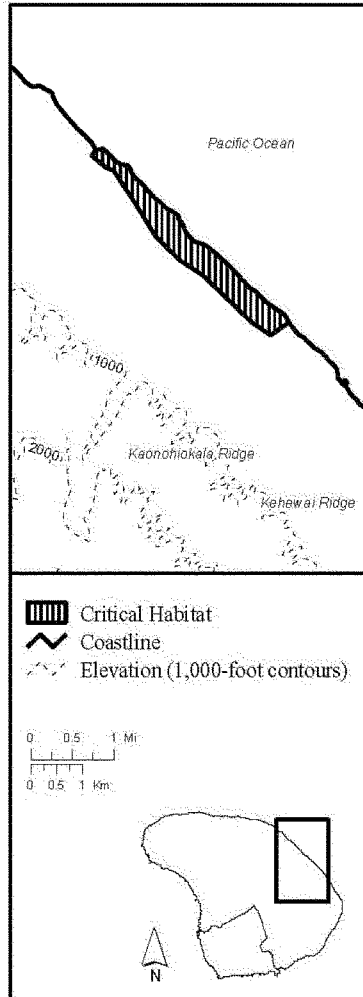 Pacific Ocean
1000
2000
Kaonohiokala Ridge
Kehewai Ridge
Critical Habitat
Coastline
Elevation (1,000-foot contours)
0 0.5 1 Mi
0 0.5 1 Km
N